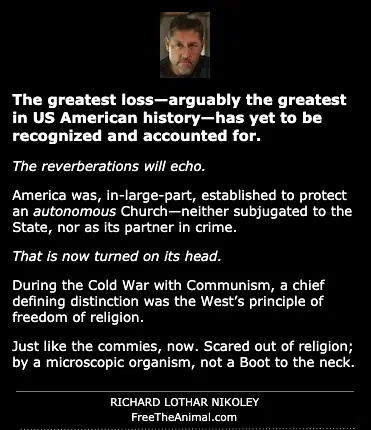 The greatest loss—arguably the greatest
in US American history—has yet to be
recognized and accounted for.
The reverberations will echo.
America was, in-large-part, established to protect
an autonomous Church—neither subjugated to the
State, nor as its partner in crime.
That is now turned on its head.
During the Cold War with Communism, a chief
defining distinction was the West’s principle of
freedom of religion.
Just like the commies, now. Scared out of religion;
by a microscopic organism, not a Boot to the neck.
RICHARD LOTHAR NIKOLEY
FreeTheAnimal.com